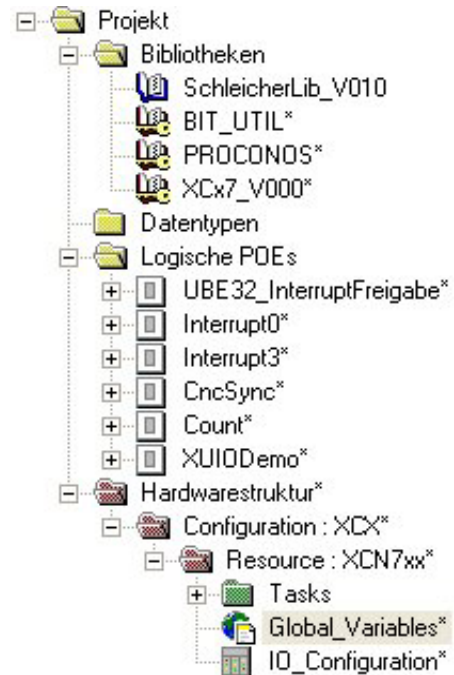 Projekt
Bibliotheken
SchleicherLib_V010
BIT_UTIL*
PROCONOS*
XCx7_V000*
Datentypen
Logische POEs
UBE32_InterruptFreigabe*
Interrupt0*
Interrupt3*
CncSync*
Count*
XUIODemo*
Hardwarestruktur*
Configuration : XCX*
Resource : XCN7xx*
Tasks
Global_Variables*
IO_Configuration*